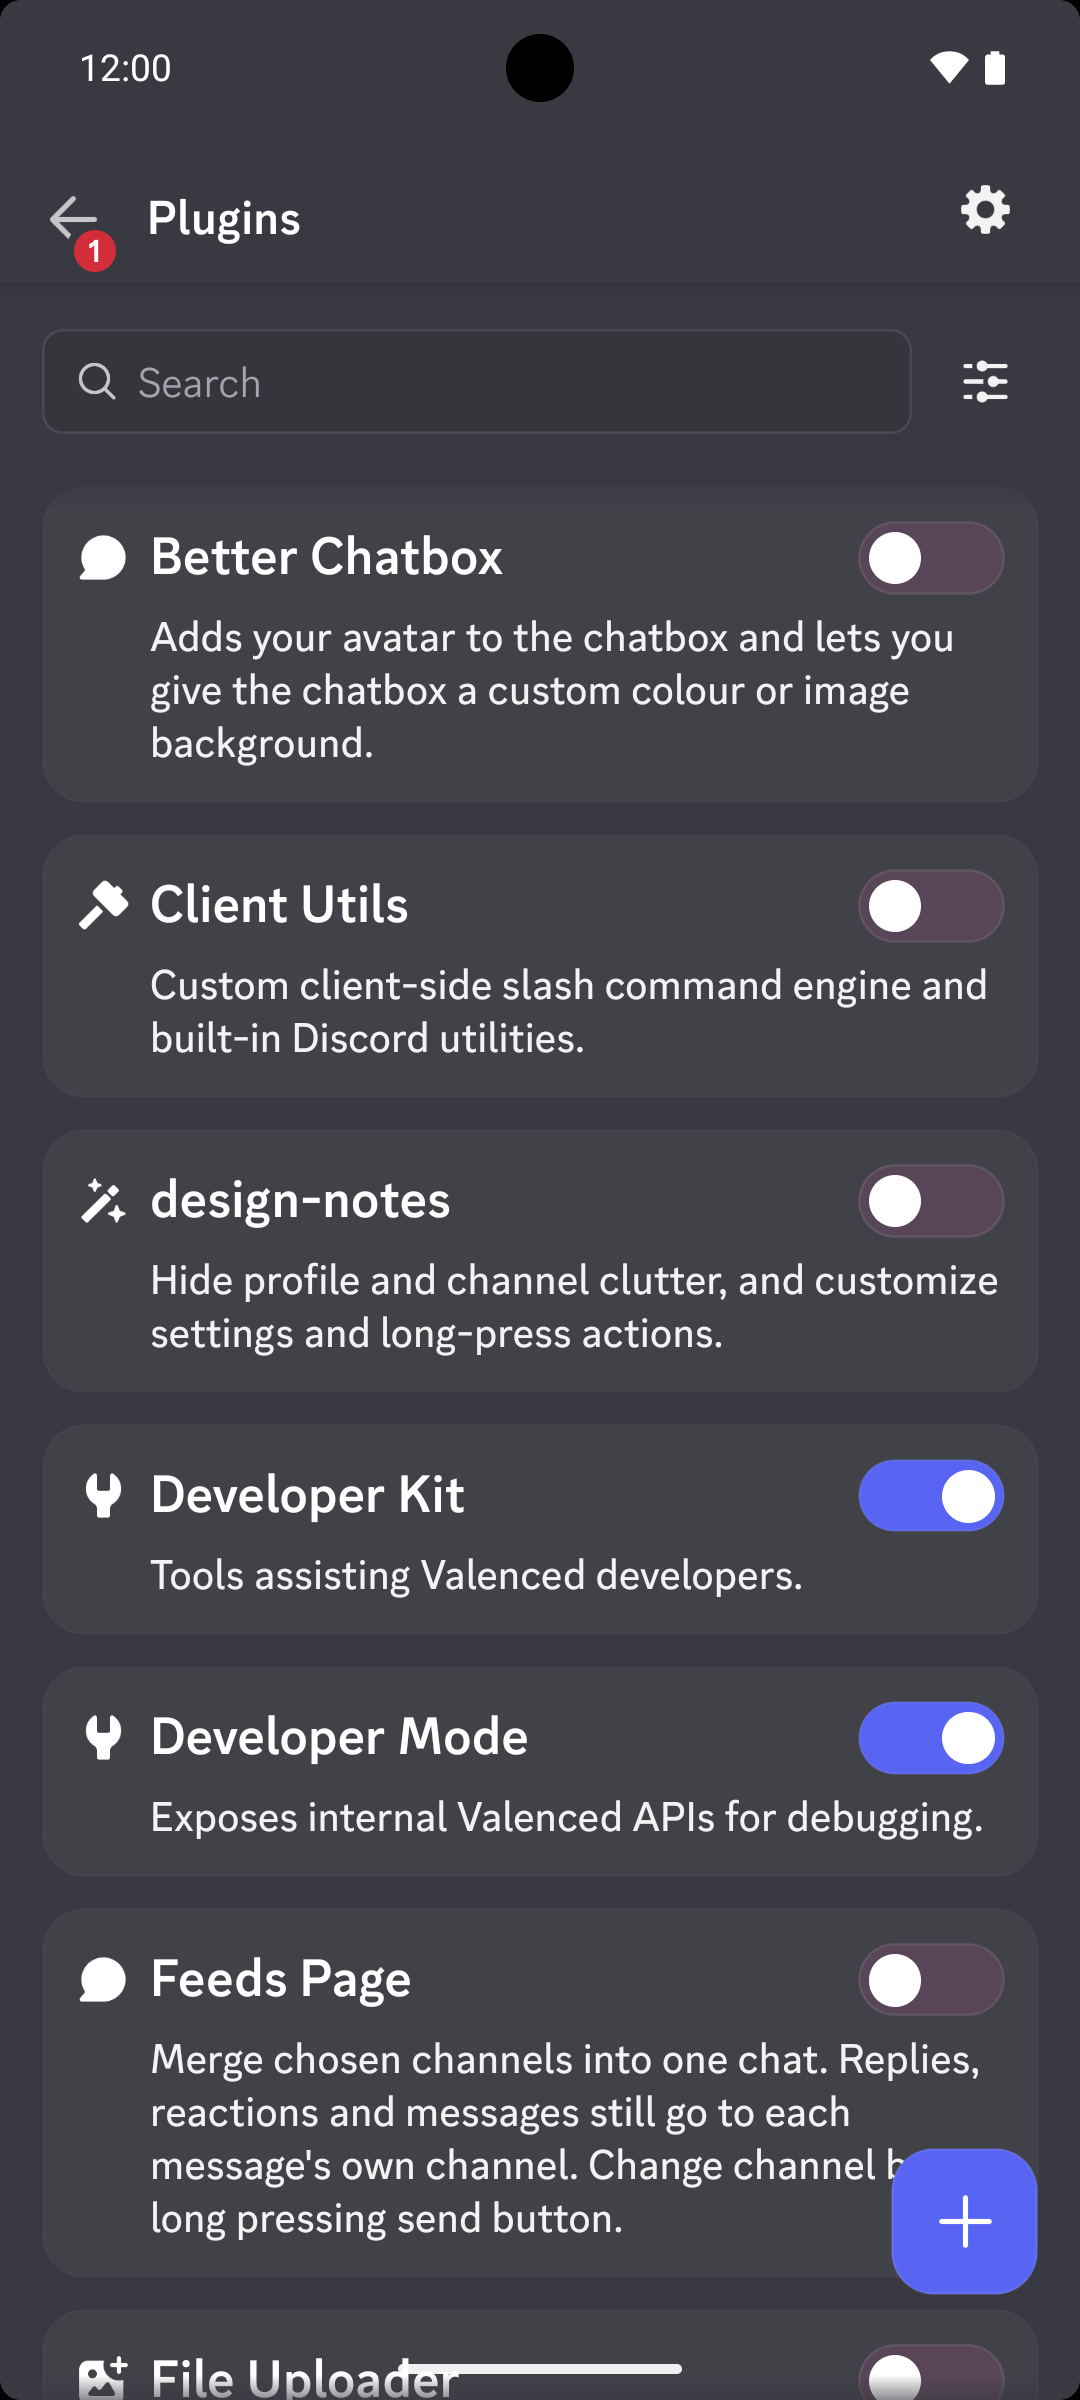 12:00
1
Plugins
Search
Better Chatbox
Adds your avatar to the chatbox and lets you
give the chatbox a custom colour or image
background.
Client Utils
Custom client-side slash command engine and
built-in Discord utilities.
design-notes
Hide profile and channel clutter, and customize
settings and long-press actions.
Developer Kit
Tools assisting Valenced developers.
Developer Mode
Exposes internal Valenced APIs for debugging.
Feeds Page
Merge chosen channels into one chat. Replies,
reactions and messages still go to each
message's own channel. Change channel
long pressing send button.
File Uploader